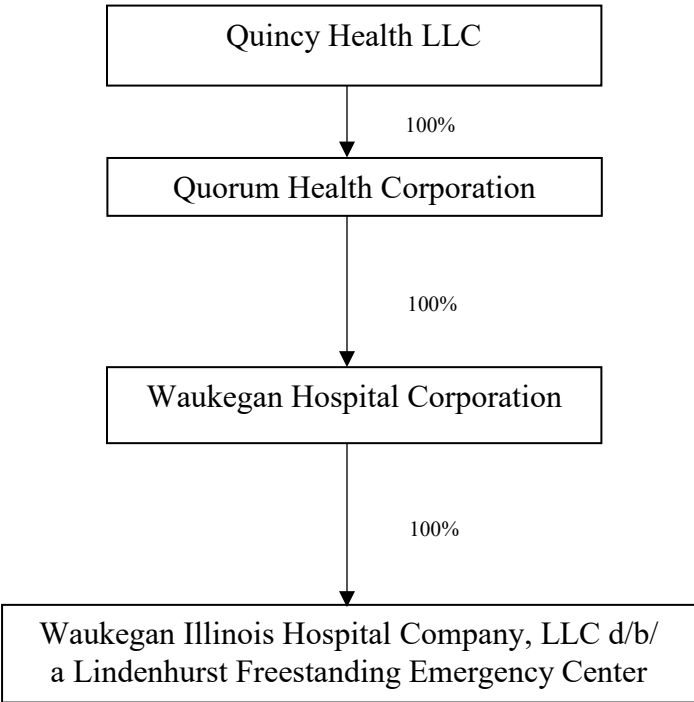 Quincy Health LLC
100%
Quorum Health Corporation
100%
Waukegan Hospital Corporation
100%
Waukegan Illinois Hospital Company, LLC d/b/
a Lindenhurst Freestanding Emergency Center